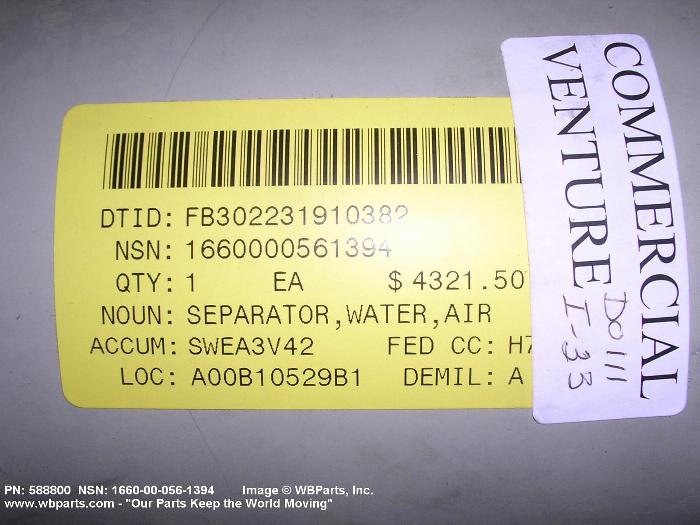 DTID: FB302231910382
NSN: 1660000561394
QTY: 1 EA $ 4321.50
NOUN: SEPARATOR,WATER,AIR
ACCUM: SWEA3V42 FED CC: H7
LOC: A00B10529B1 DEMIL: A
COMMERCIAL
VENTURE
DO111
I-33
PN: 588800 NSN: 1660-00-056-1394 Image © WBParts, Inc.
www.wbparts.com - "Our Parts Keep the World Moving"